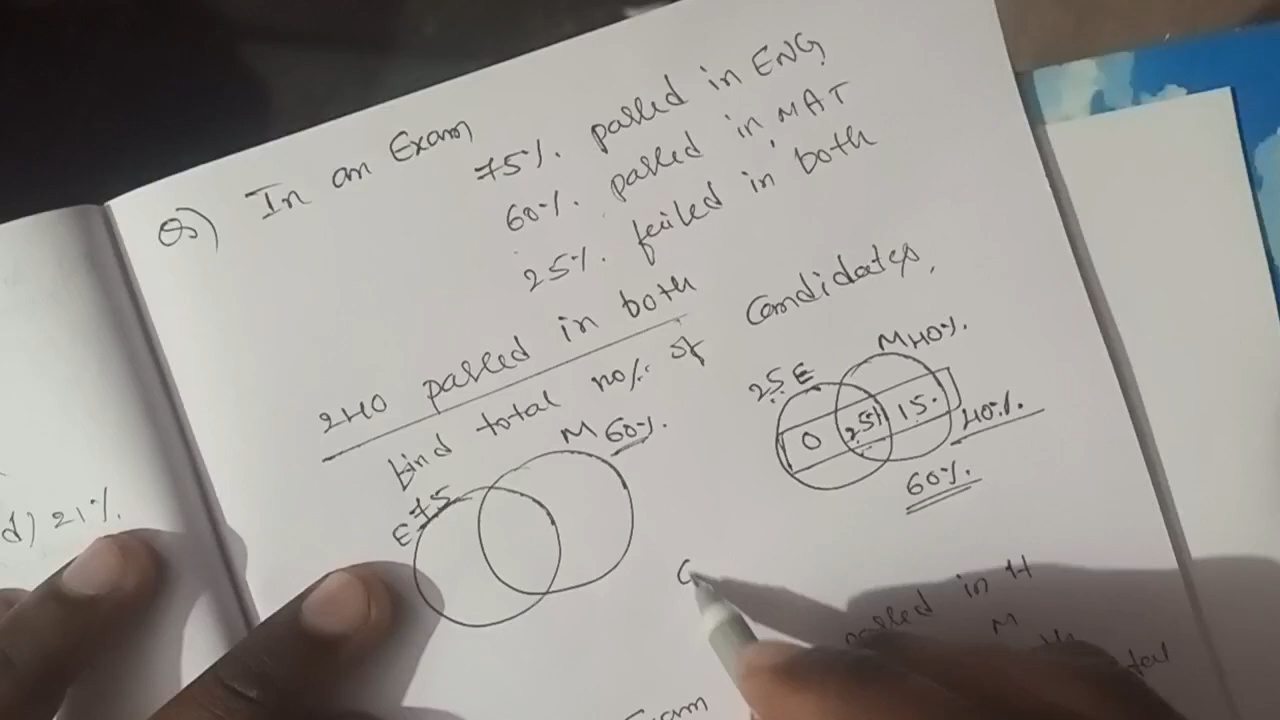 Q) In an Exam
75%. passed in ENG
60%. passed in MAT
25%. failed in both
240 passed in both
find total no/. of Candidates.
E 75
M 60%.
25 E
M 40%.
0 25% 15.
40%.
60%.
d) 21%.
passed in H
M
Exam